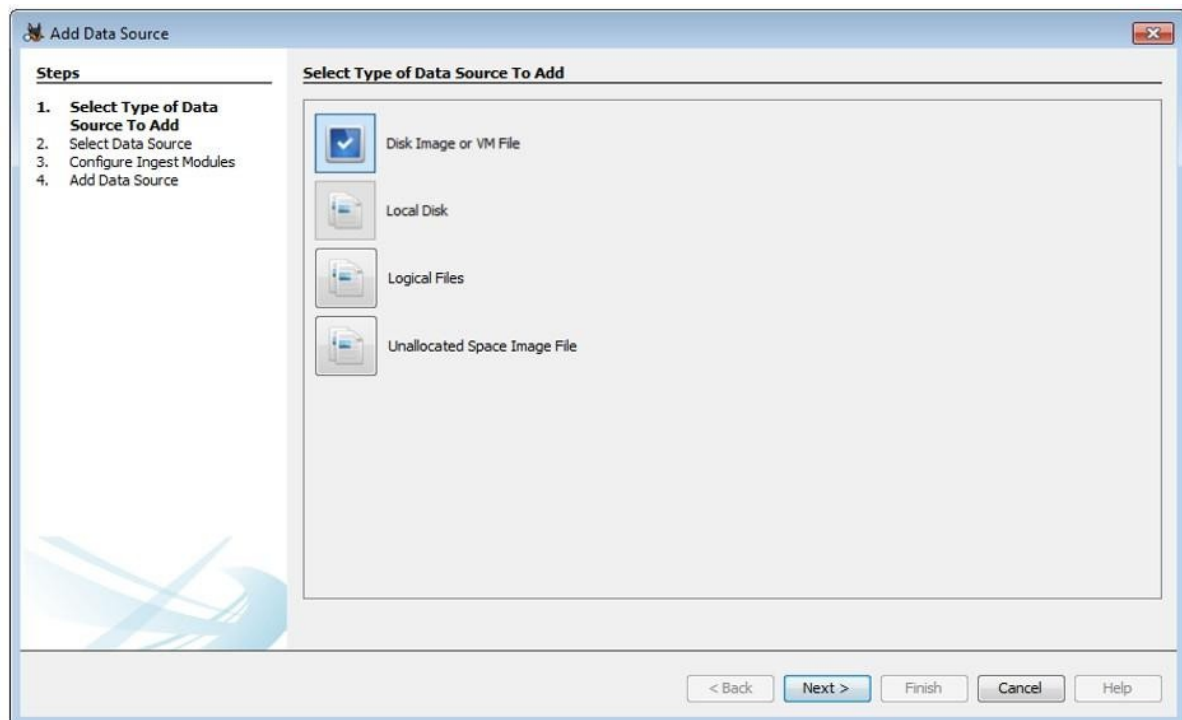 Add Data Source
Steps
1. Select Type of Data
Source To Add
2. Select Data Source
3. Configure Ingest Modules
4. Add Data Source
Select Type of Data Source To Add
Disk Image or VM File
Local Disk
Logical Files
Unallocated Space Image File
< Back
Next >
Finish
Cancel
Help